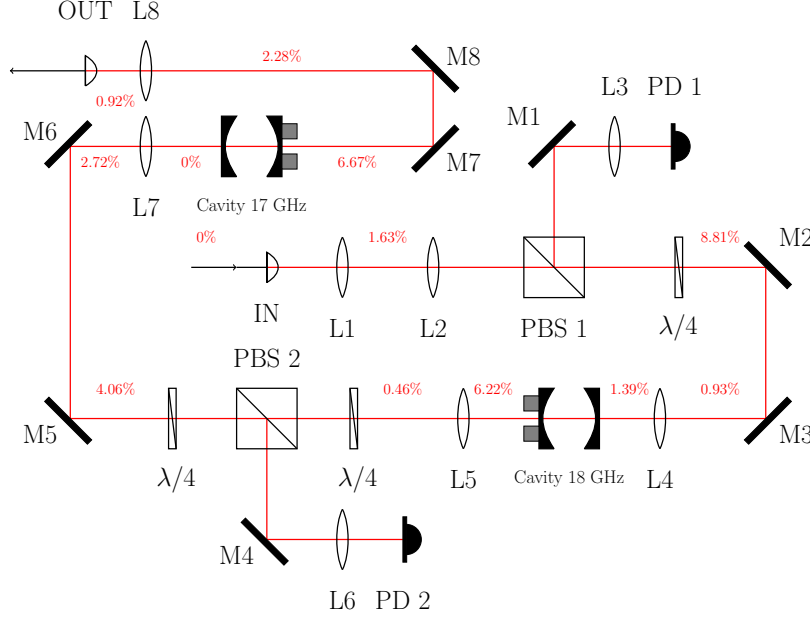 OUT L8
2.28%
M8
0.92%
L3 PD 1
M1
M6
2.72%
0%
6.67%
M7
L7
Cavity 17 GHz
0%
1.63%
8.81%
M2
IN
L1
L2
PBS 1
λ/4
PBS 2
4.06%
0.46%
6.22%
1.39%
0.93%
M5
M3
λ/4
λ/4
L5
Cavity 18 GHz
L4
M4
L6 PD 2